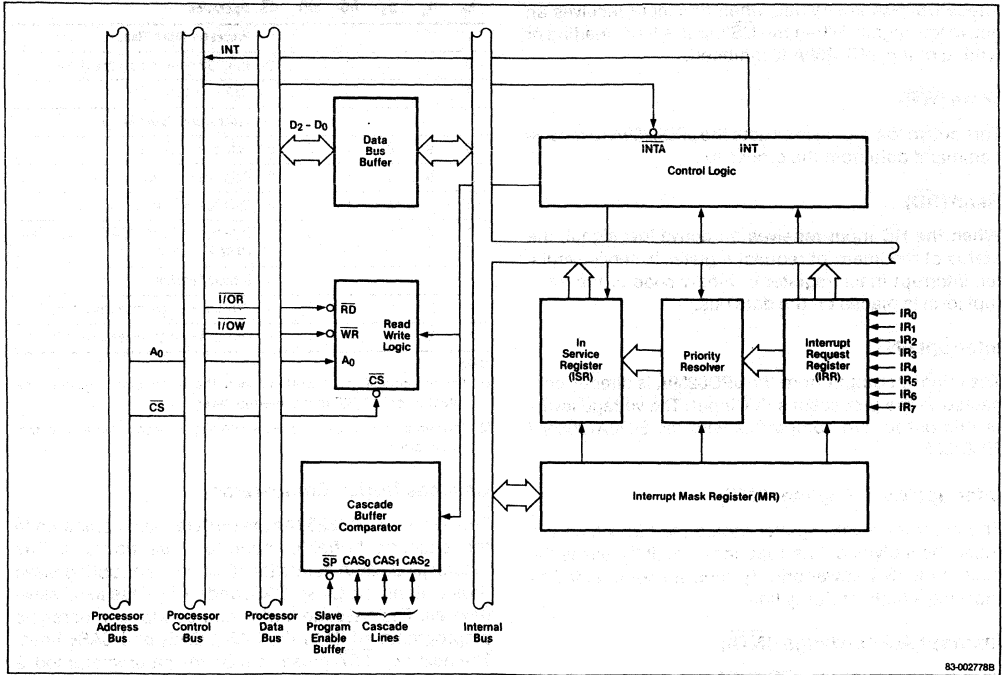 INT
D2 – D0
Data
Bus
Buffer
INTA
INT
Control Logic
I/OR
RD
I/OW
WR
Read
Write
Logic
A0
A0
CS
CS
In
Service
Register
(ISR)
Priority
Resolver
Interrupt
Request
Register
(IRR)
IR0
IR1
IR2
IR3
IR4
IR5
IR6
IR7
Cascade
Buffer
Comparator
SP CAS0 CAS1 CAS2
Interrupt Mask Register (MR)
Processor
Address
Bus
Processor
Control
Bus
Processor
Data
Bus
Slave
Program
Enable
Buffer
Cascade
Lines
Internal
Bus
83-002778B